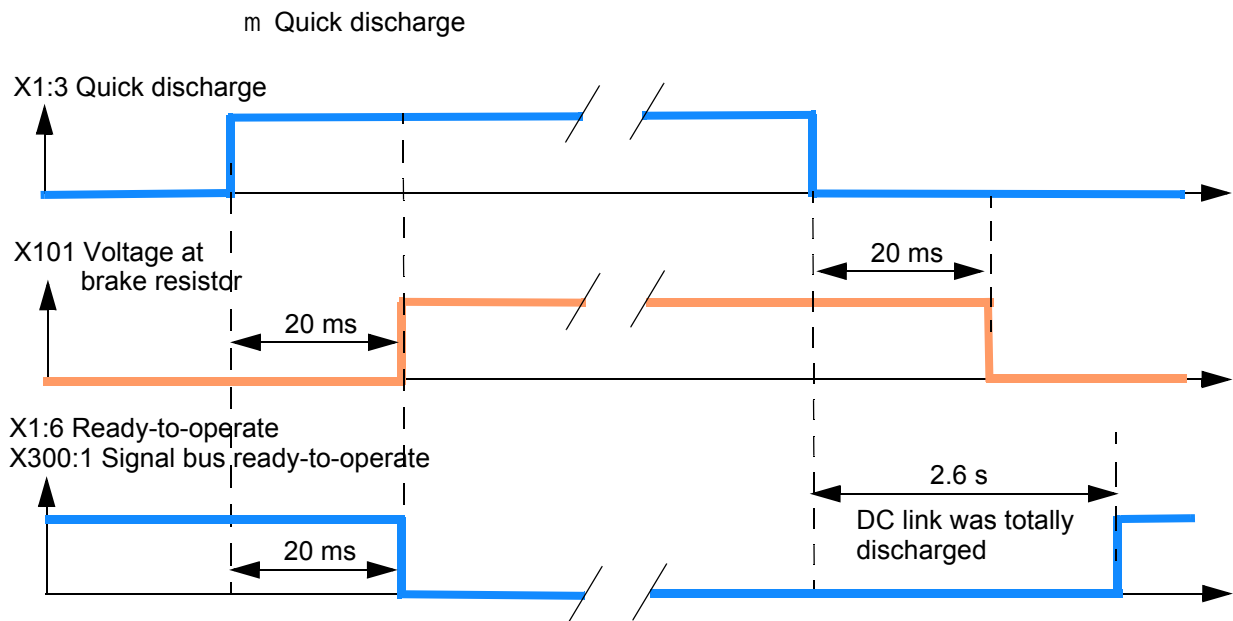 m Quick discharge
X1:3 Quick discharge
X101 Voltage at
brake resistor
20 ms
20 ms
X1:6 Ready-to-operate
X300:1 Signal bus ready-to-operate
2.6 s
DC link was totally
discharged
20 ms